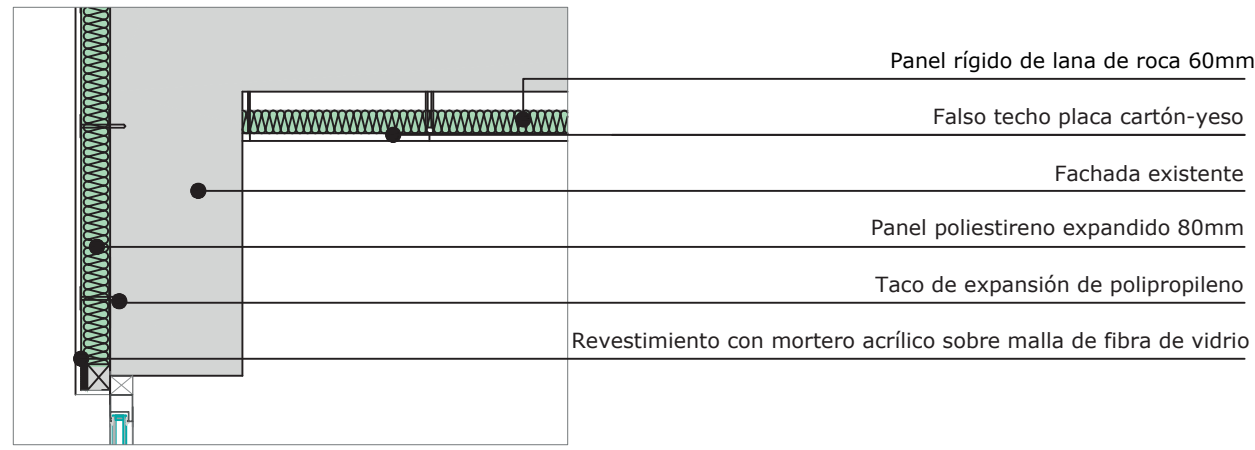 Panel rígido de lana de roca 60mm
Falso techo placa cartón-yeso
Fachada existente
Panel poliestireno expandido 80mm
Taco de expansión de polipropileno
Revestimiento con mortero acrílico sobre malla de fibra de vidrio